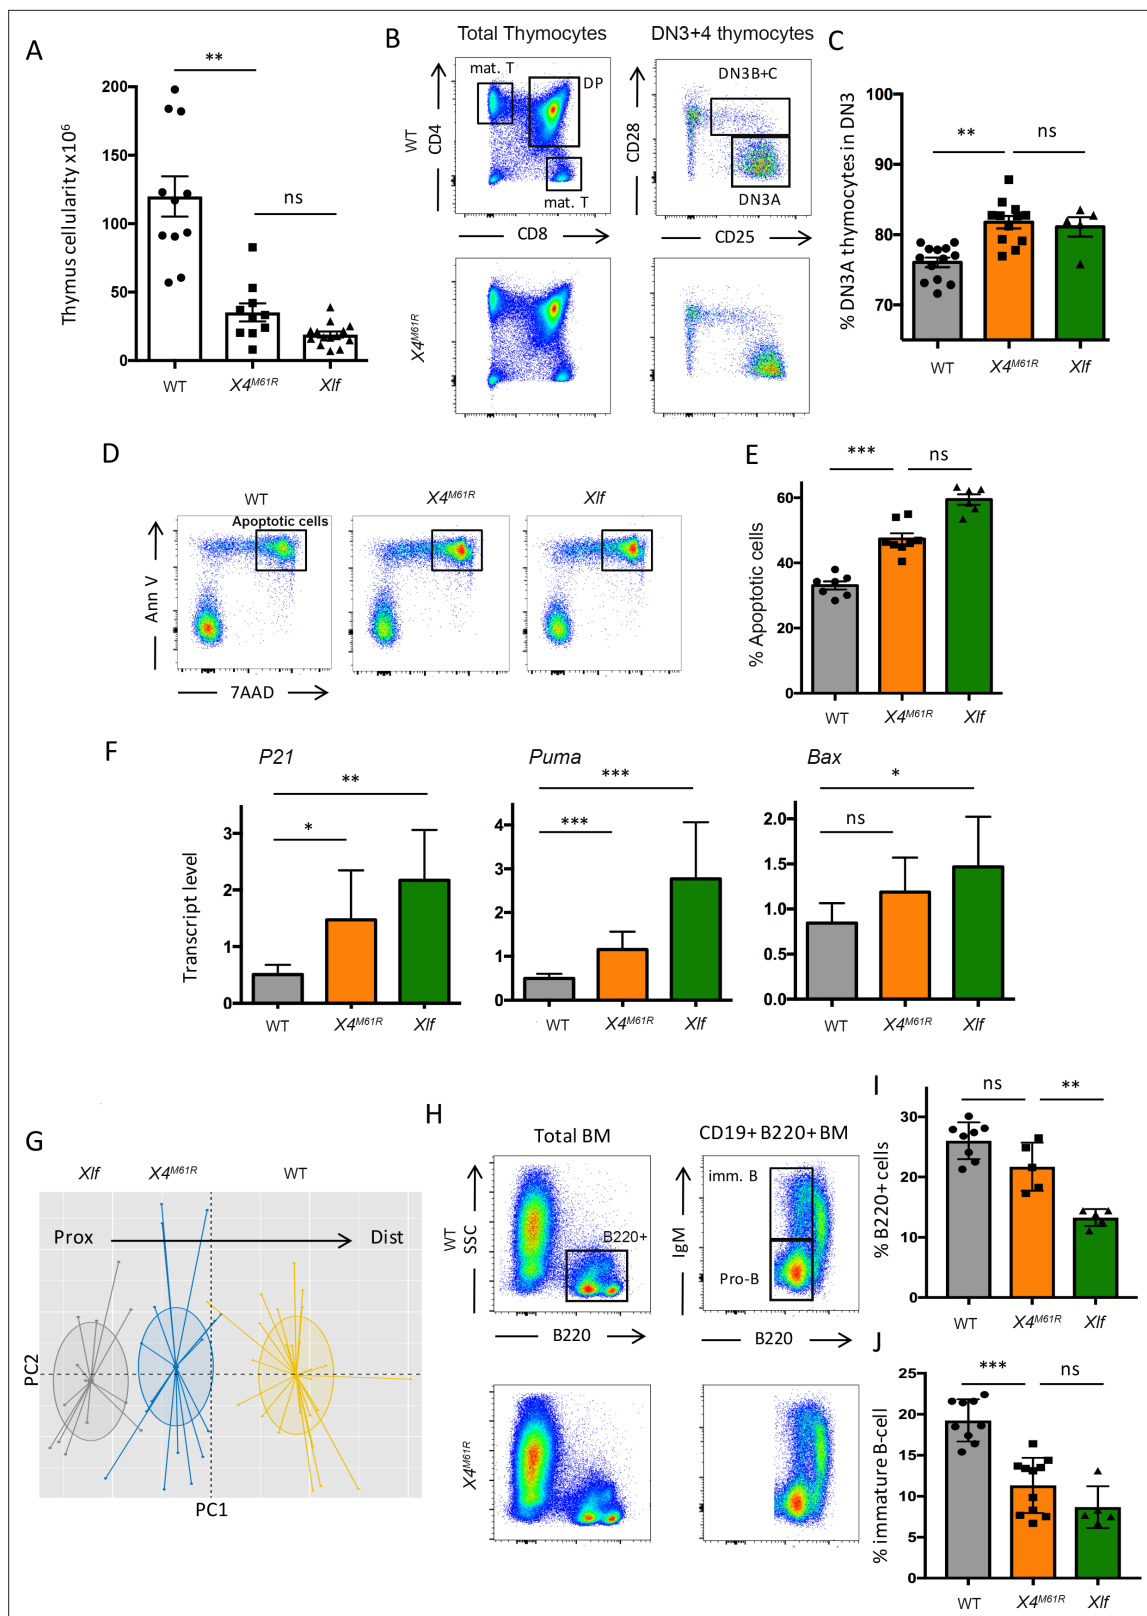 A
**
ns
Thymus cellularity x10⁶
200
150
100
50
0
WT
X4ᴹ⁶¹ᴿ
Xlf
B
Total Thymocytes
DN3+4 thymocytes
mat. T
DP
mat. T
WT
CD4
CD8
DN3B+C
DN3A
CD28
CD25
X4ᴹ⁶¹ᴿ
C
% DN3A thymocytes in DN3
100
90
80
70
**
ns
WT
X4ᴹ⁶¹ᴿ
Xlf
D
WT
X4ᴹ⁶¹ᴿ
Xlf
Apoptotic cells
Ann V
7AAD
E
***
ns
% Apoptotic cells
60
40
20
0
WT
X4ᴹ⁶¹ᴿ
Xlf
F
P21
Puma
Bax
Transcript level
**
*
3
2
1
0
WT
X4ᴹ⁶¹ᴿ
Xlf
***
***
4
3
2
1
0
WT
X4ᴹ⁶¹ᴿ
Xlf
*
ns
2.0
1.5
1.0
0.5
0.0
WT
X4ᴹ⁶¹ᴿ
Xlf
G
Xlf
X4ᴹ⁶¹ᴿ
WT
Prox
Dist
PC2
PC1
H
Total BM
CD19+ B220+ BM
WT
SSC
B220+
B220
imm. B
Pro-B
IgM
B220
X4ᴹ⁶¹ᴿ
I
ns
**
% B220+ cells
30
20
10
0
WT
X4ᴹ⁶¹ᴿ
Xlf
J
***
ns
% immature B-cell
25
20
15
10
5
0
WT
X4ᴹ⁶¹ᴿ
Xlf